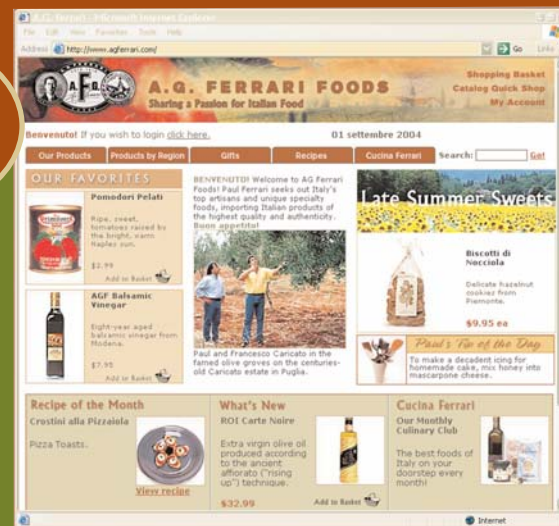 A.G. Ferrari - Microsoft Internet Explorer
File Edit View Favorites Tools Help
Address http://www.agferrari.com/ Go Links
A.G. FERRARI FOODS
Sharing a Passion for Italian Food
Shopping Basket
Catalog Quick Shop
My Account
A F G
Benvenuto! If you wish to login click here.
01 settembre 2004
Our Products
Products by Region
Gifts
Recipes
Cucina Ferrari
Search: Go!
OUR FAVORITES
Pomodori Pelati
Ripe, sweet,
tomatoes raised by
the bright, warm
Naples sun.
$2.99
Add to Basket
AGF Balsamic
Vinegar
Eight-year aged
balsamic vinegar from
Modena.
$7.95
Add to Basket
BENVENUTO! Welcome to AG Ferrari
Foods! Paul Ferrari seeks out Italy's
top artisans and unique specialty
foods, importing Italian products of
the highest quality and authenticity.
Buon appetito!
Paul and Francesco Caricato in the
famed olive groves on the centuries-
old Caricato estate in Puglia.
Late Summer Sweets
Biscotti di
Nocciola
Delicate hazelnut
cookies from
Piemonte.
$9.95 ea
Paul's Tip of the Day
To make a decadent icing for
homemade cake, mix honey into
mascarpone cheese.
Recipe of the Month
Crostini alla Pizzaiola
Pizza Toasts.
View recipe
What's New
ROI Carte Noire
Extra virgin olive oil
produced according
to the ancient
affiorato ("rising
up") technique.
$32.99
Add to Basket
Cucina Ferrari
Our Monthly
Culinary Club
The best foods of
Italy on your
doorstep every
month!
Internet